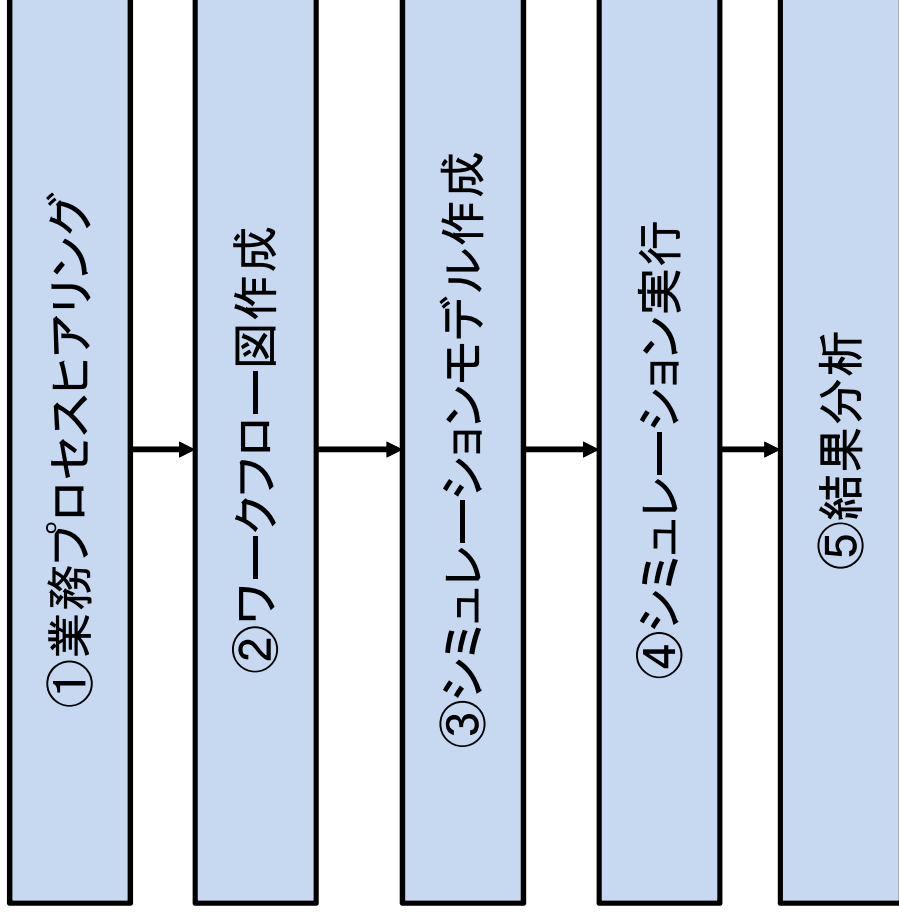 ①業務プロセスヒアリング
②ワークフロー図作成
③シミュレーションモデル作成
④シミュレーション実行
⑤結果分析